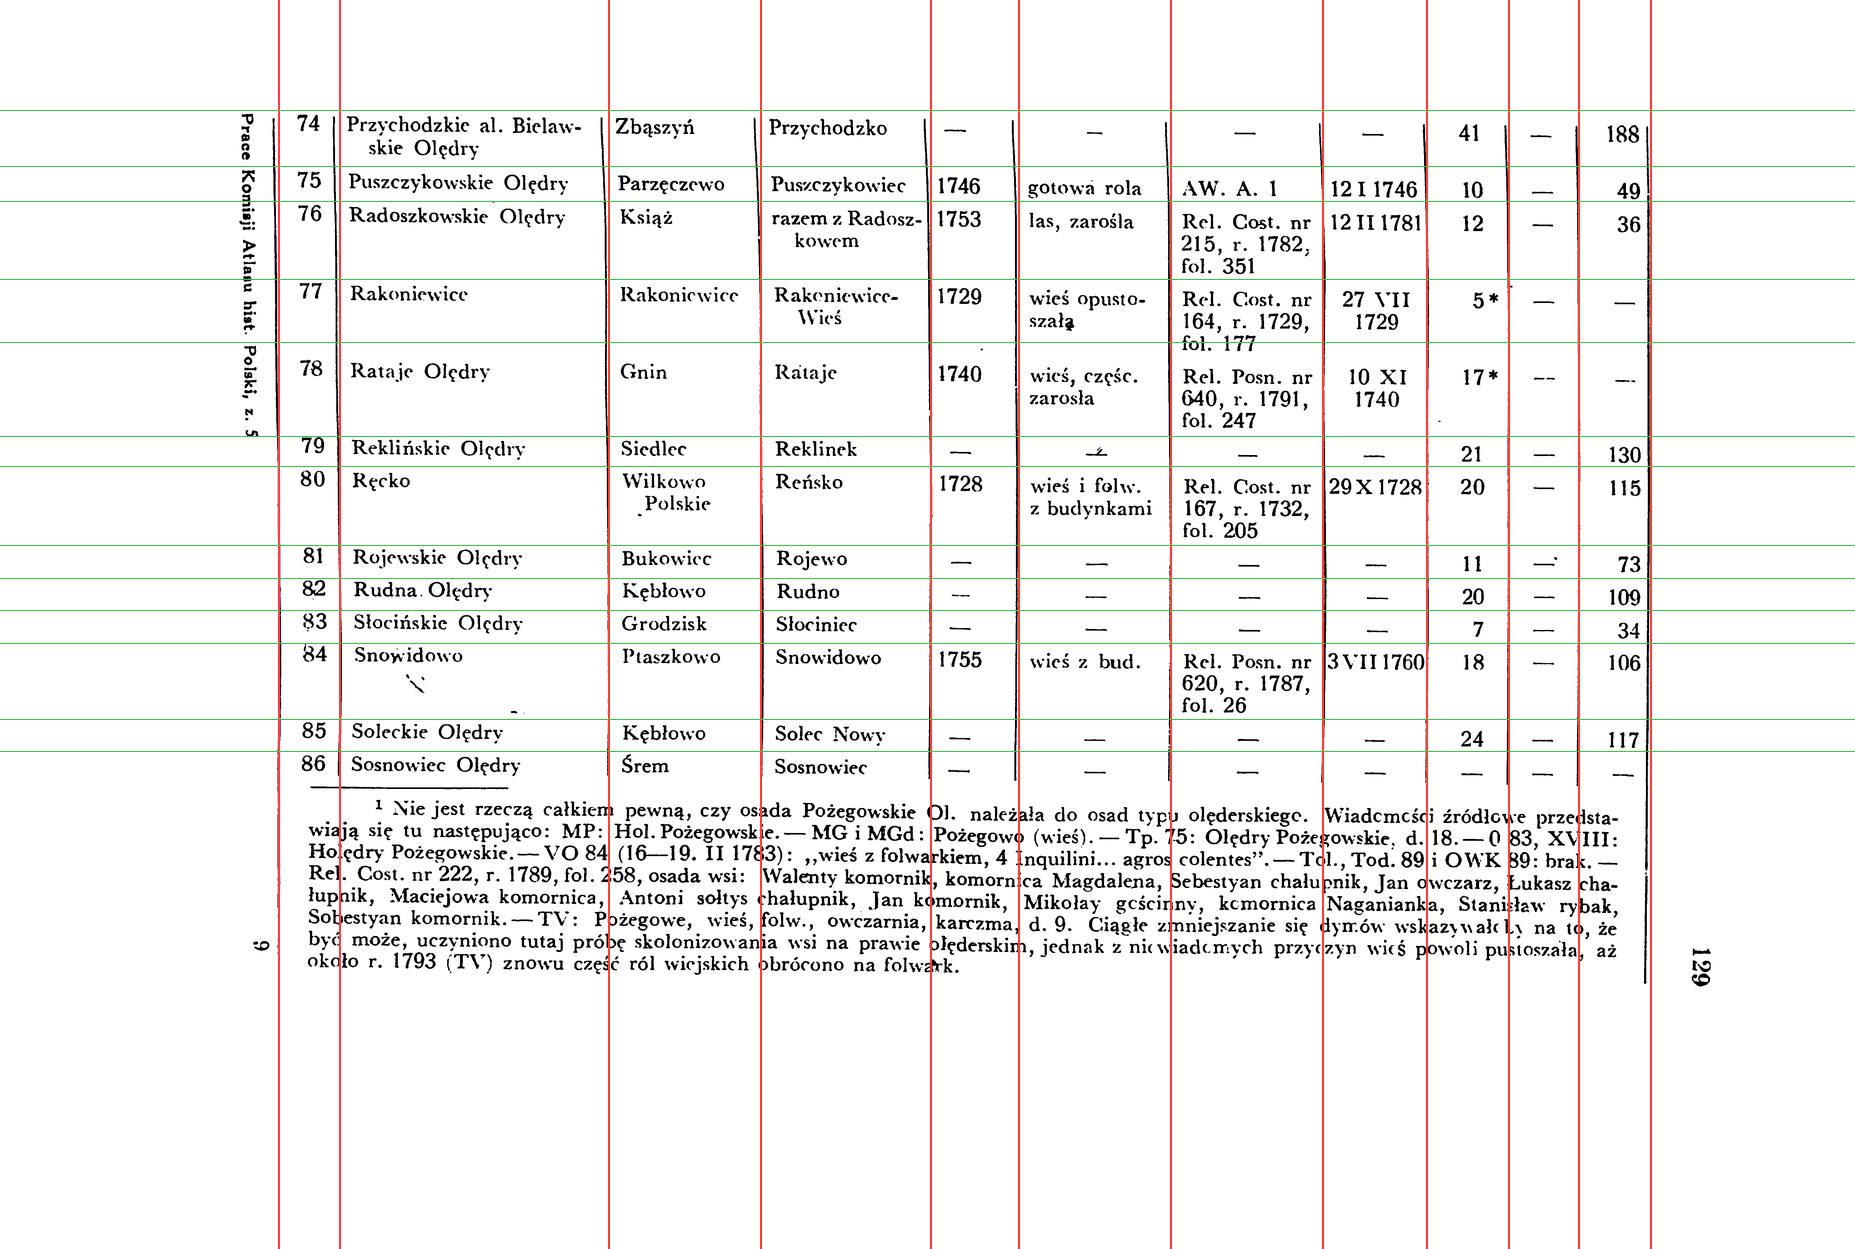 Prace Komisji Atlasu hist. Polski, z. 5
74 Przychodzkie al. Bielaw- Zbąszyń Przychodzko — — — — 41 — 188
skie Olędry
75 Puszczykowskie Olędry Parzęczewo Puszczykowiec 1746 gotowa rola AW. A. 1 12 I 1746 10 — 49
76 Radoszkowskie Olędry Książ razem z Radosz- 1753 las, zarośla Rel. Cost. nr 12 II 1781 12 — 36
kowem 215, r. 1782,
fol. 351
77 Rakoniewice Rakoniewice Rakoniewice- 1729 wieś opusto- Rel. Cost. nr 27 VII 5* — —
Wieś szałą 164, r. 1729, 1729
fol. 177
78 Rataje Olędry Gnin Rataje 1740 wieś, częśc. Rel. Posn. nr 10 XI 17* — —
zarosła 640, r. 1791, 1740
fol. 247
79 Reklińskie Olędry Siedlec Reklinek — — — — 21 — 130
80 Ręcko Wilkowo Reńsko 1728 wieś i folw. Rel. Cost. nr 29 X 1728 20 — 115
Polskie z budynkami 167, r. 1732,
fol. 205
81 Rojewskie Olędry Bukowiec Rojewo — — — — 11 — 73
82 Rudna Olędry Kębłowo Rudno — — — — 20 — 109
83 Słocińskie Olędry Grodzisk Słociniec — — — — 7 — 34
84 Snowidowo Ptaszkowo Snowidowo 1755 wieś z bud. Rel. Posn. nr 3 VII 1760 18 — 106
620, r. 1787,
fol. 26
85 Soleckie Olędry Kębłowo Solec Nowy — — — — 24 — 117
86 Sosnowiec Olędry Śrem Sosnowiec — — — — — — —
¹ Nie jest rzeczą całkiem pewną, czy osada Pożegowskie Ol. należała do osad typu olęderskiego. Wiadomości źródłowe przedsta-
wiają się tu następująco: MP: Hol. Pożegowskie. — MG i MGd: Pożegowo (wieś). — Tp. 75: Olędry Pożegowskie, d. 18. — 0 83, XVIII:
Holędry Pożegowskie. — VO 84 (16—19. II 1783): ,,wieś z folwarkiem, 4 Inquilini... agros colentes”. — Tol., Tod. 89 i OWK 89: brak. —
Rel. Cost. nr 222, r. 1789, fol. 258, osada wsi: Walenty komornik, komornica Magdalena, Sebestyan chałupnik, Jan owczarz, Łukasz cha-
łupnik, Maciejowa komornica, Antoni sołtys chałupnik, Jan komornik, Mikołay gościnny, komornica Naganianka, Stanisław rybak,
Sobestyan komornik. — TV: Pożegowe, wieś, folw., owczarnia, karczma, d. 9. Ciągłe zmniejszanie się dymów wskazywałoby na to, że
być może, uczyniono tutaj próbę skolonizowania wsi na prawie olęderskim, jednak z niewiadomych przyczyn wieś powoli pustoszała, aż
około r. 1793 (TV) znowu część ról wiejskich obrócono na folwark.
9
129